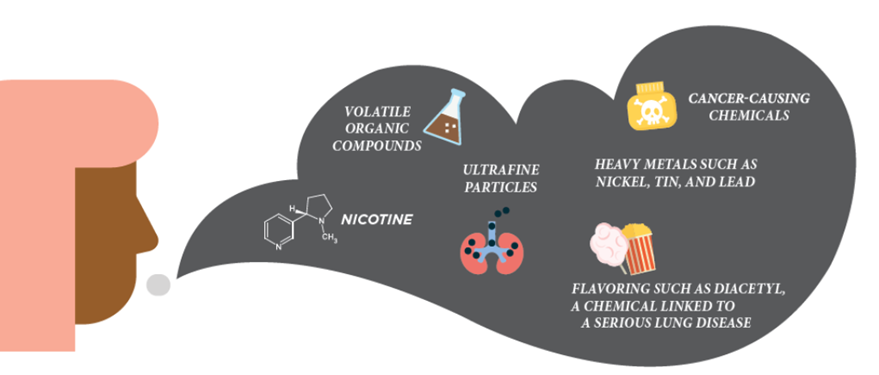 VOLATILE
ORGANIC
COMPOUNDS
ULTRAFINE
PARTICLES
CANCER-CAUSING
CHEMICALS
HEAVY METALS SUCH AS
NICKEL, TIN, AND LEAD
H
N
N
CH3
NICOTINE
FLAVORING SUCH AS DIACETYL,
A CHEMICAL LINKED TO
A SERIOUS LUNG DISEASE